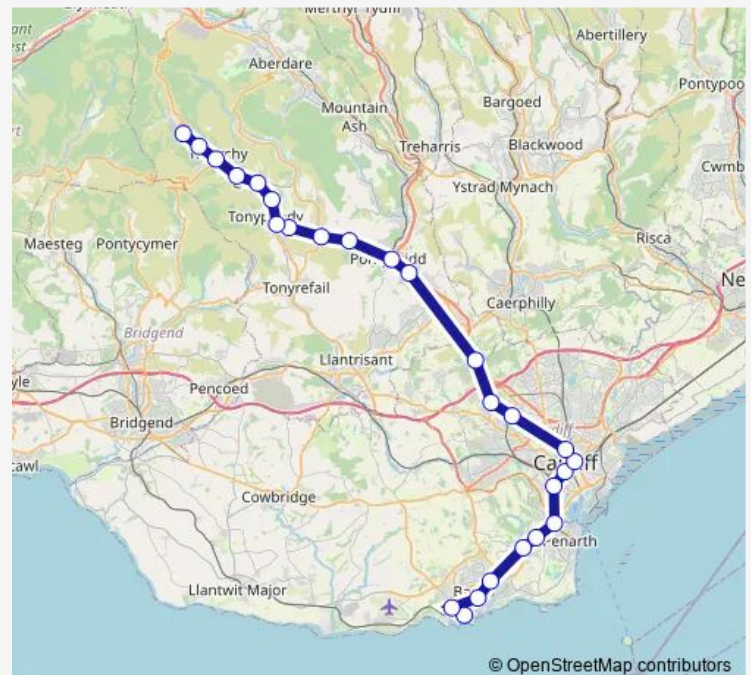 Aberdare
Abertillery
Mountain
Ash
Bargoed
Pontypoo
Treharris
Blackwood
Cwmb
Ystrad Mynach
Maesteg
Pontycymer
Risca
Tonyrefail
Ne
Caerphilly
Bridgend
Llantrisant
Pencoed
Bridgend
Cowbridge
Llantwit Major
© OpenStreetMap contributors